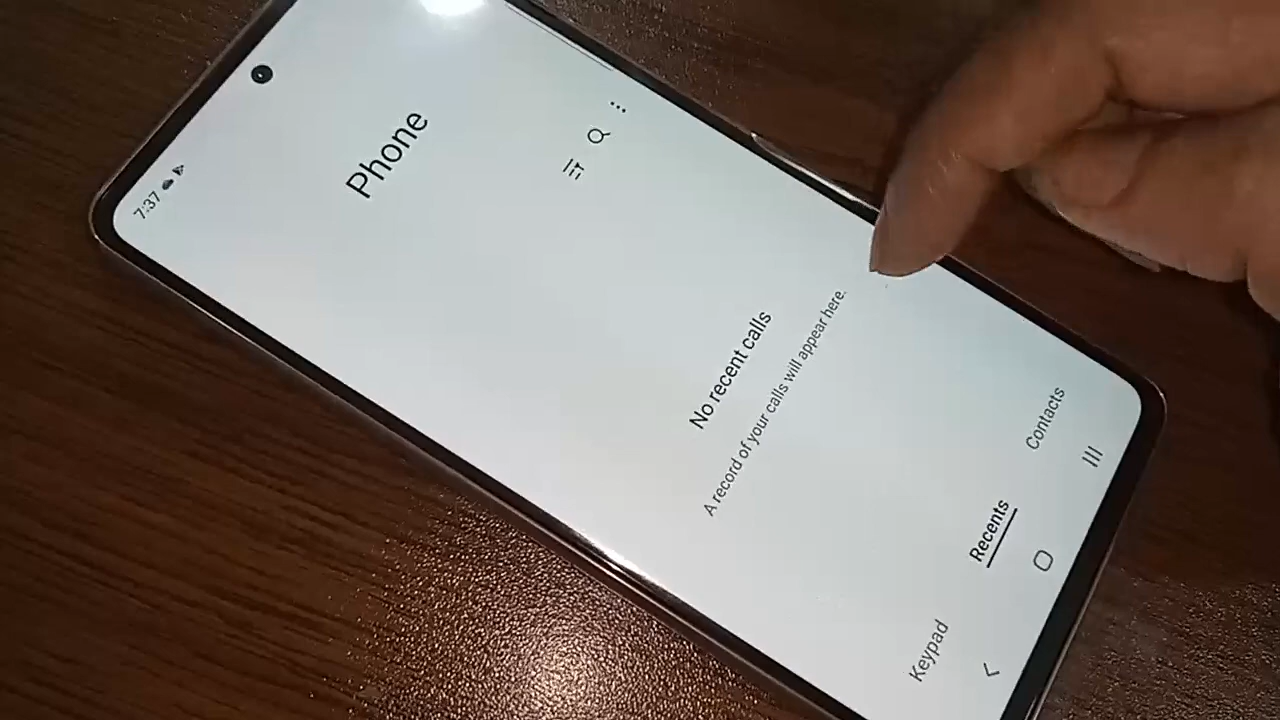 7:37
Phone
No recent calls
A record of your calls will appear here.
Keypad
Recents
Contacts